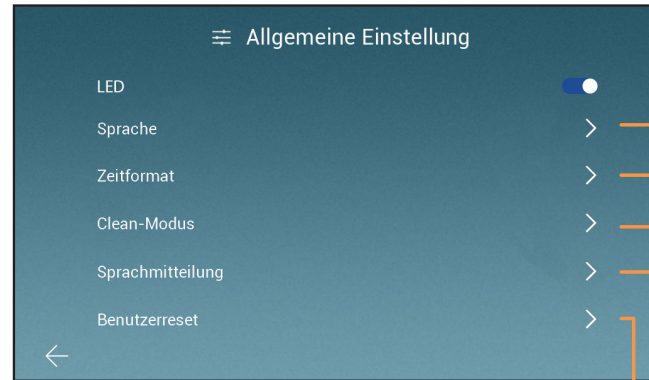 Allgemeine Einstellung
LED
Sprache
Zeitformat
Clean-Modus
Sprachmitteilung
Benutzerreset